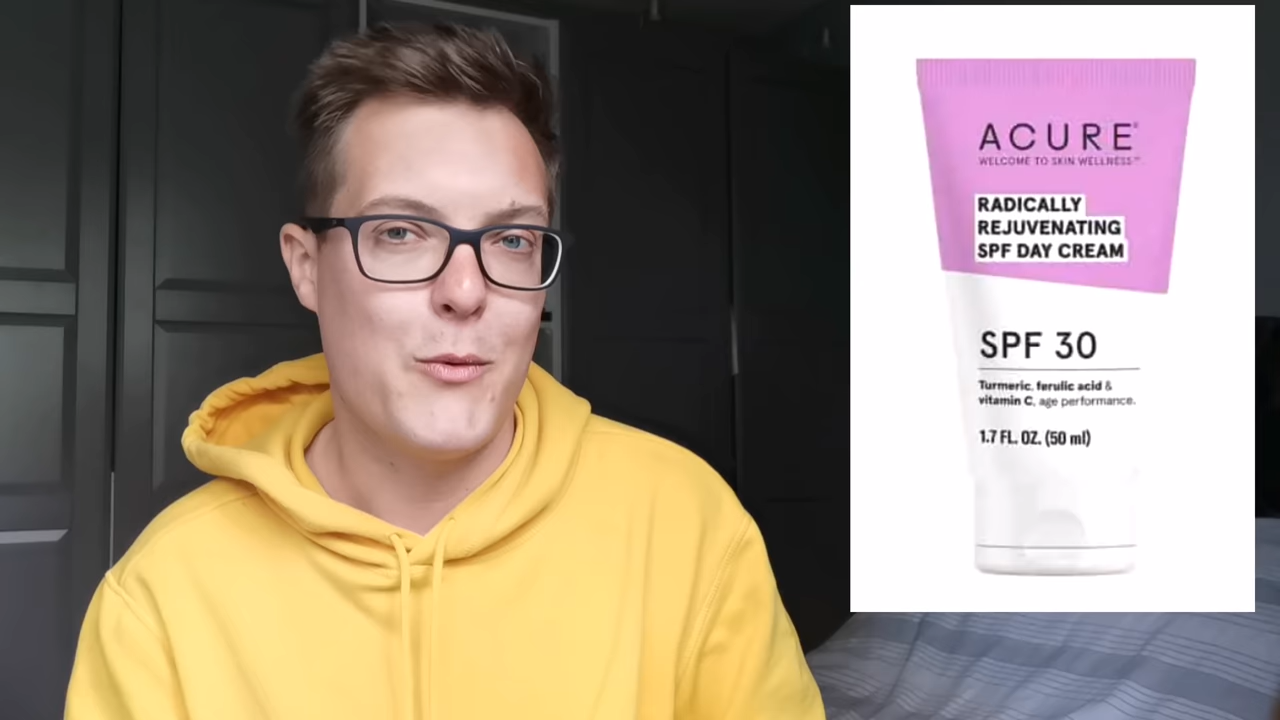 ACURE®
WELCOME TO SKIN WELLNESS™
RADICALLY
REJUVENATING
SPF DAY CREAM
SPF 30
Turmeric, ferulic acid &
vitamin C, age performance.
1.7 FL. OZ. (50 ml)